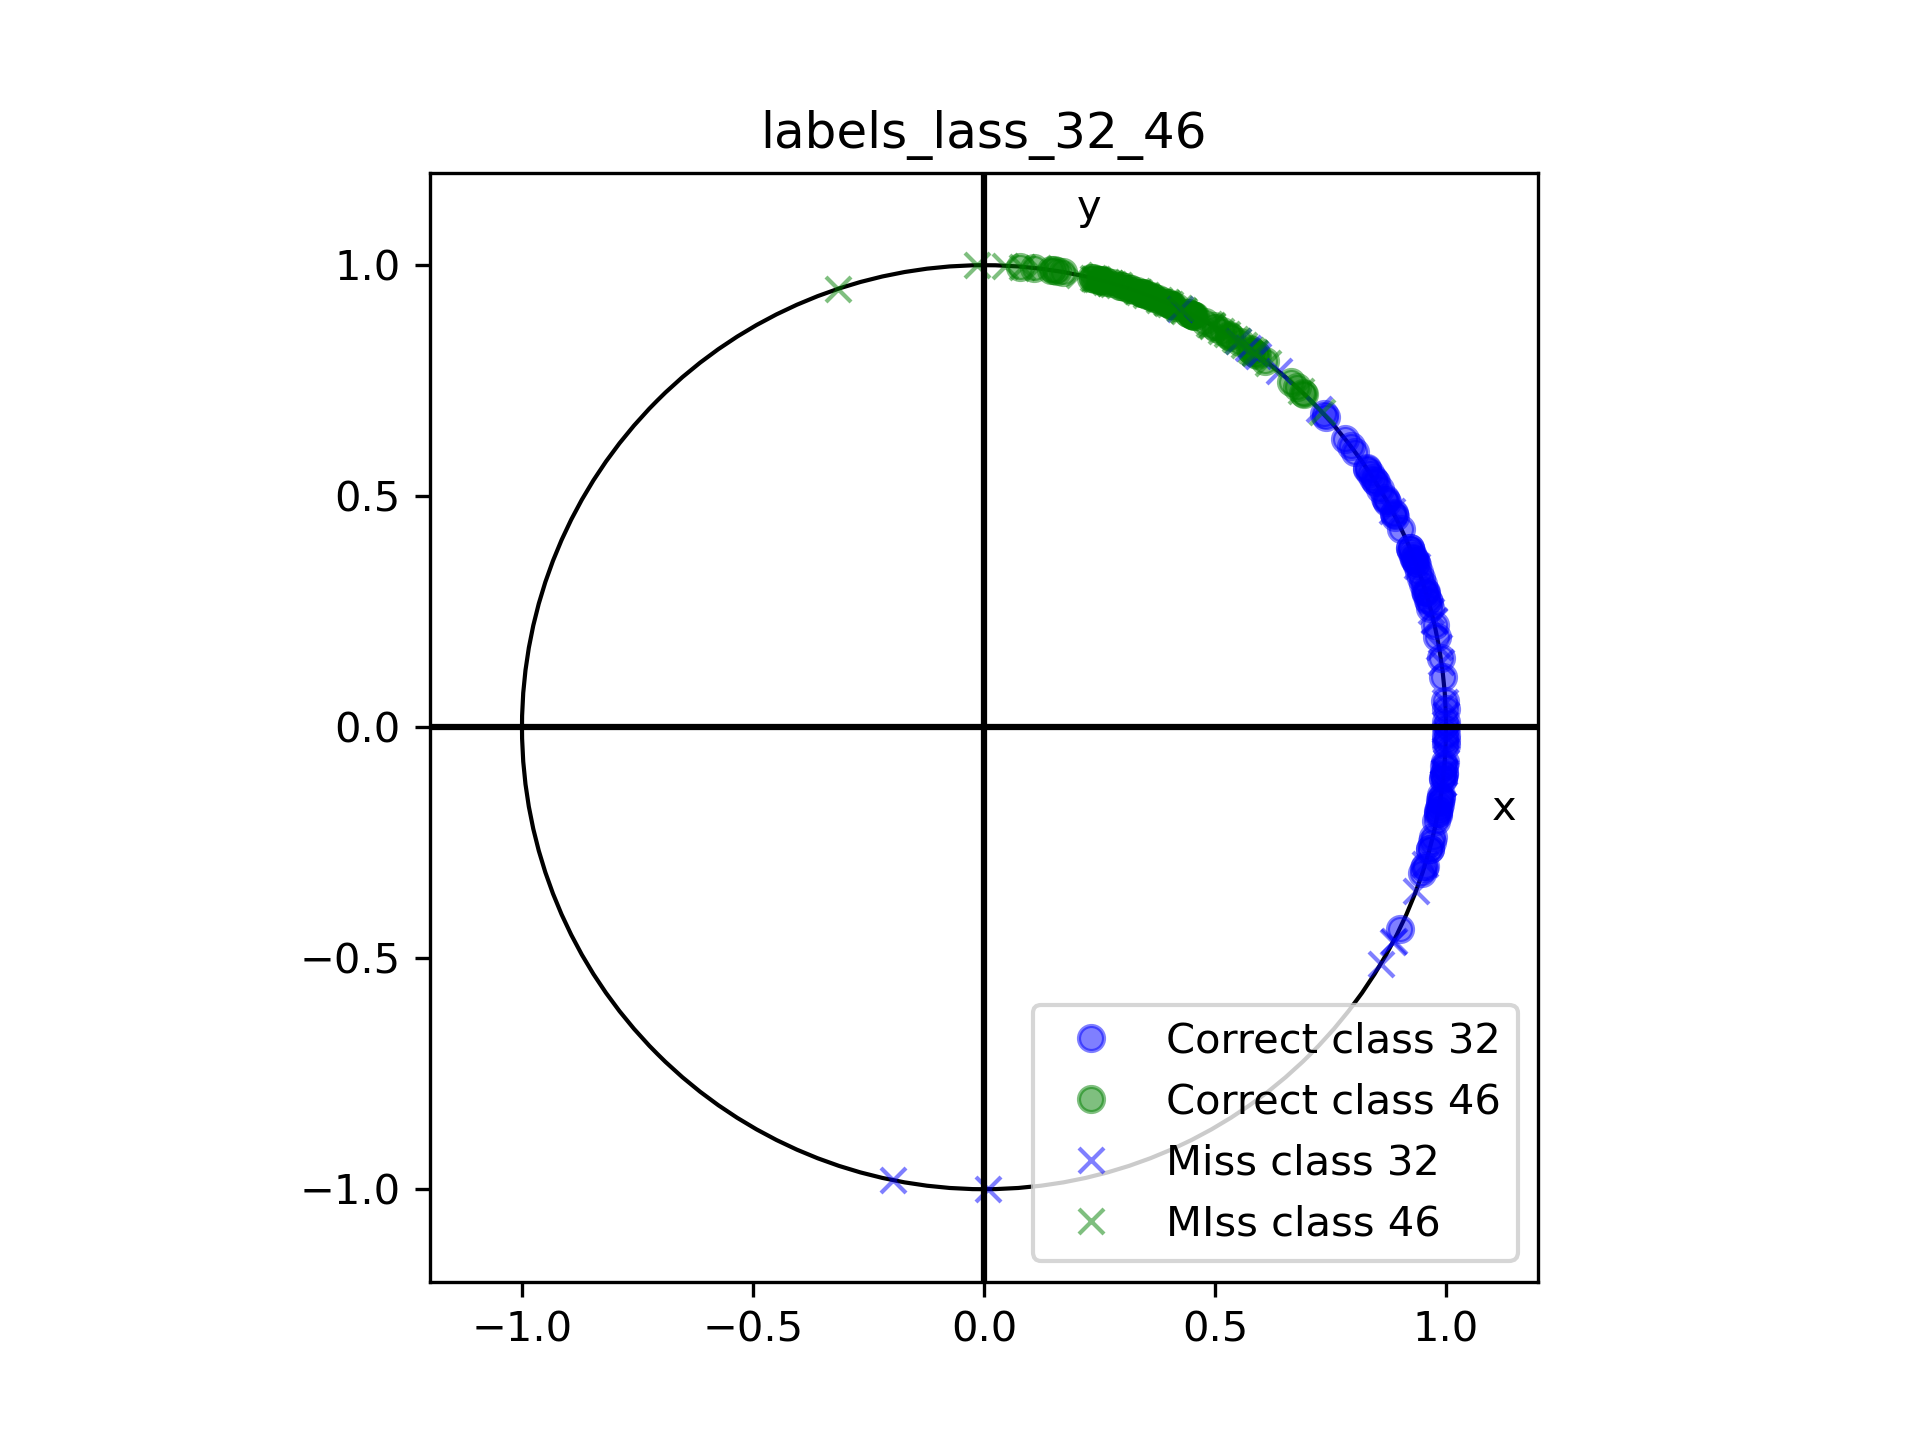 labels_lass_32_46
y
1.0
0.5
0.0
x
−0.5
Correct class 32
Correct class 46
Miss class 32
−1.0
MIss class 46
−1.0 −0.5 0.0 0.5 1.0